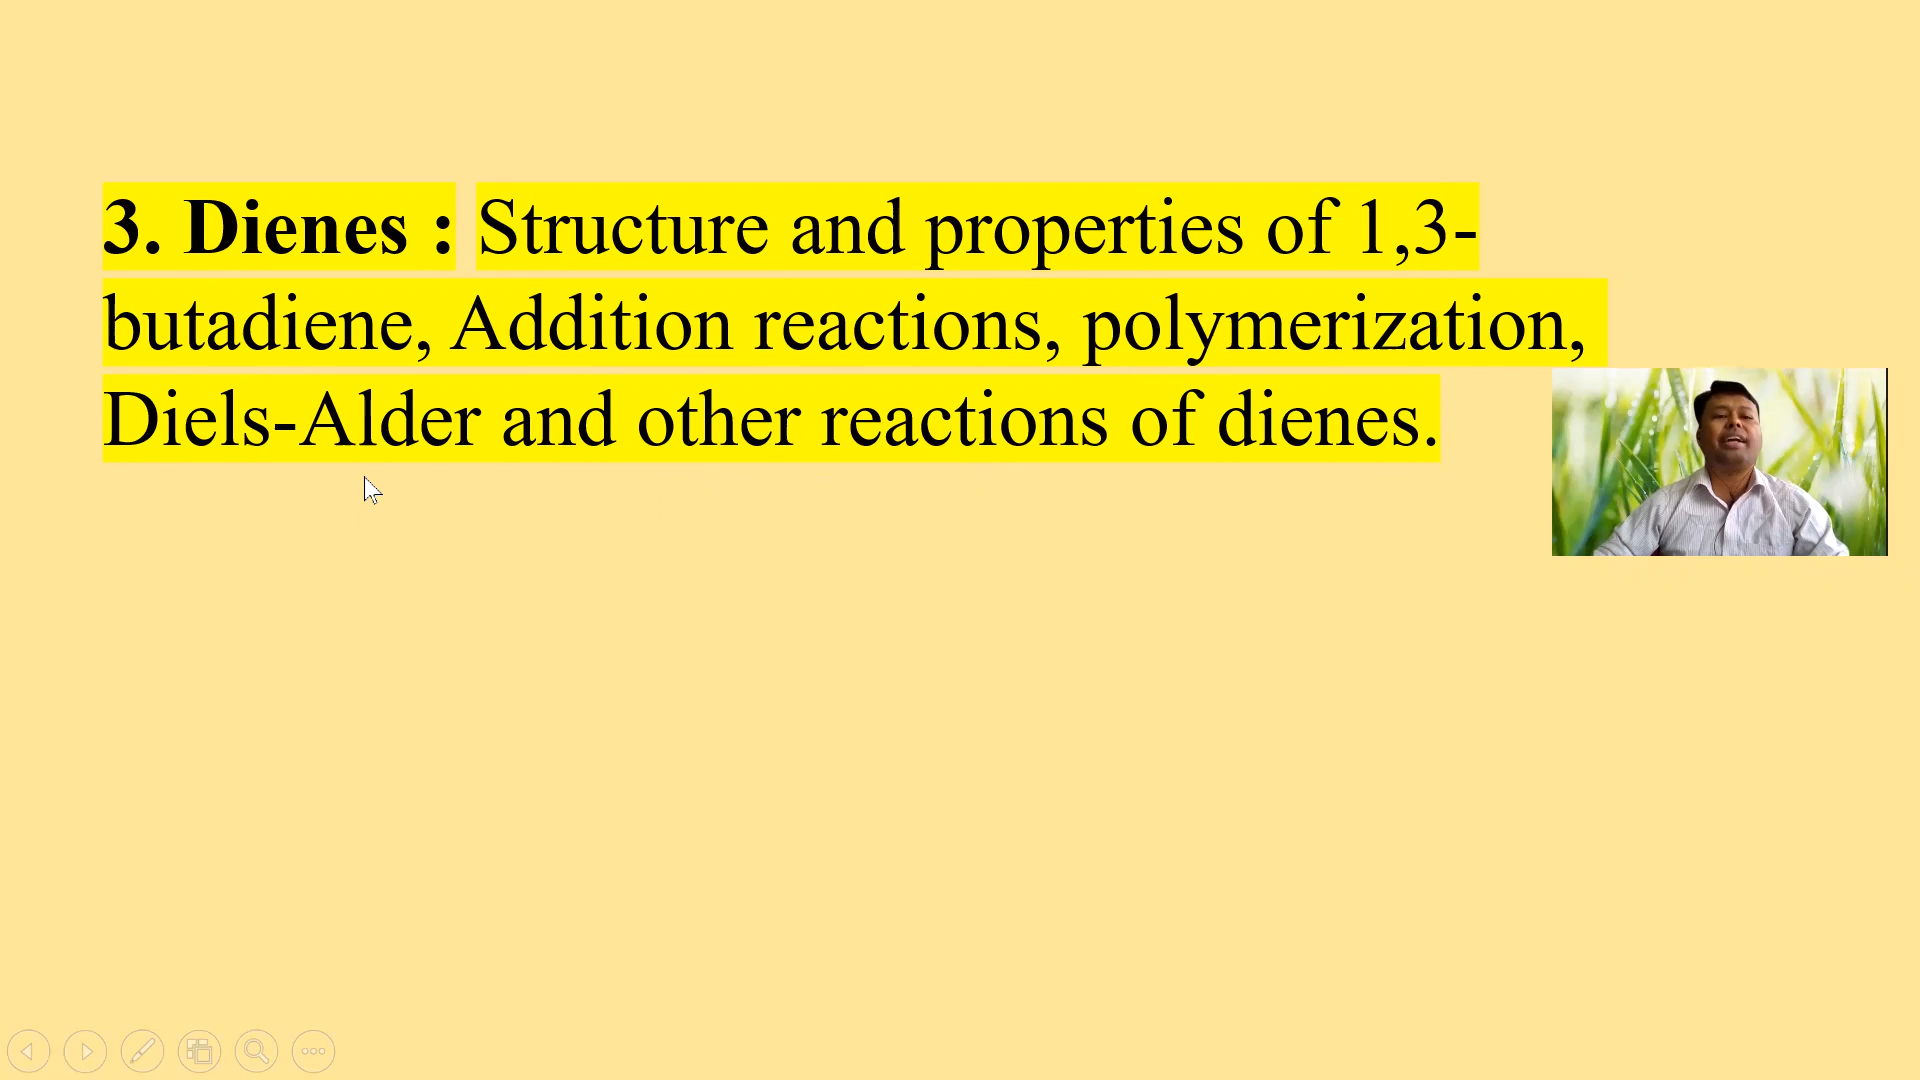 3. Dienes : Structure and properties of 1,3-
butadiene, Addition reactions, polymerization,
Diels-Alder and other reactions of dienes.